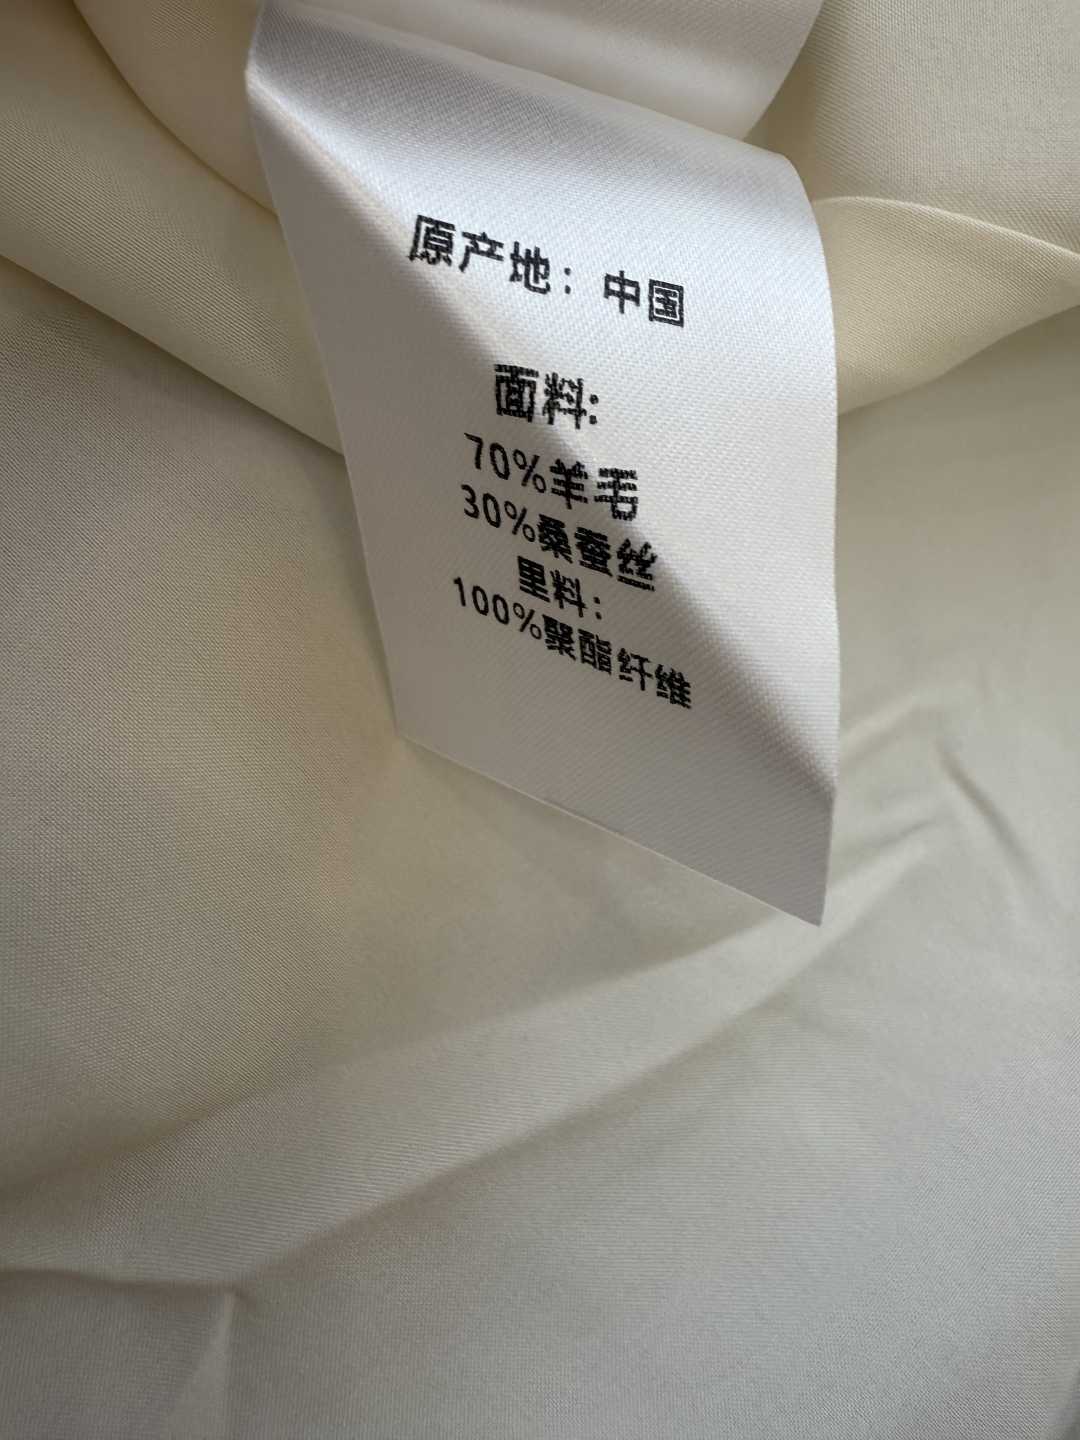 原产地：中国
面料:
70%羊毛
30%桑蚕丝
里料:
100%聚酯纤维